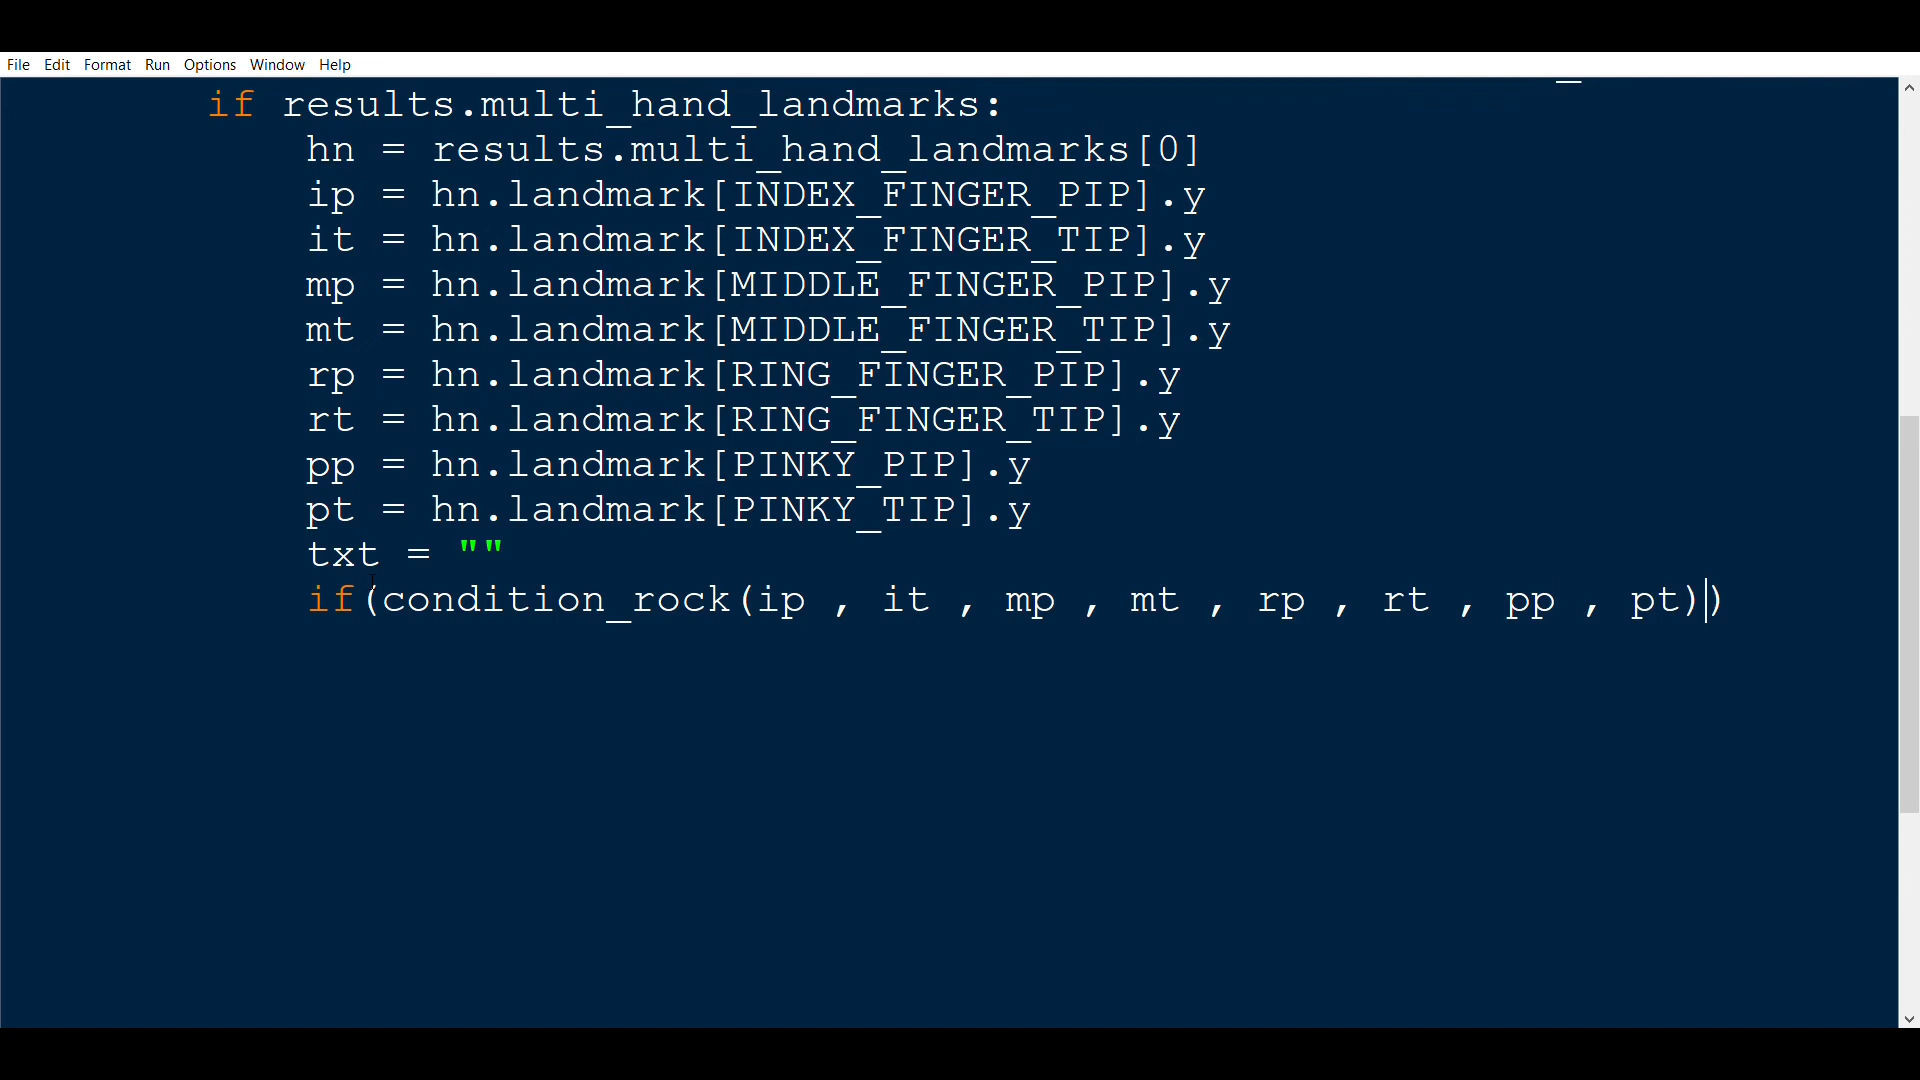 File Edit Format Run Options Window Help
if results.multi_hand_landmarks:
hn = results.multi_hand_landmarks[0]
ip = hn.landmark[INDEX_FINGER_PIP].y
it = hn.landmark[INDEX_FINGER_TIP].y
mp = hn.landmark[MIDDLE_FINGER_PIP].y
mt = hn.landmark[MIDDLE_FINGER_TIP].y
rp = hn.landmark[RING_FINGER_PIP].y
rt = hn.landmark[RING_FINGER_TIP].y
pp = hn.landmark[PINKY_PIP].y
pt = hn.landmark[PINKY_TIP].y
txt = ""
if(condition_rock(ip , it , mp , mt , rp , rt , pp , pt))